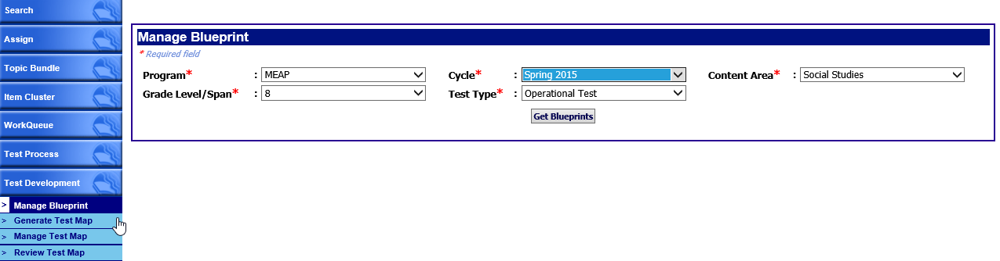 Search
Assign
Topic Bundle
Item Cluster
WorkQueue
Test Process
Test Development
> Manage Blueprint
> Generate Test Map
> Manage Test Map
> Review Test Map
Manage Blueprint
* Required field
Program* : MEAP Cycle* : Spring 2015 Content Area* : Social Studies
Grade Level/Span* : 8 Test Type* : Operational Test
Get Blueprints